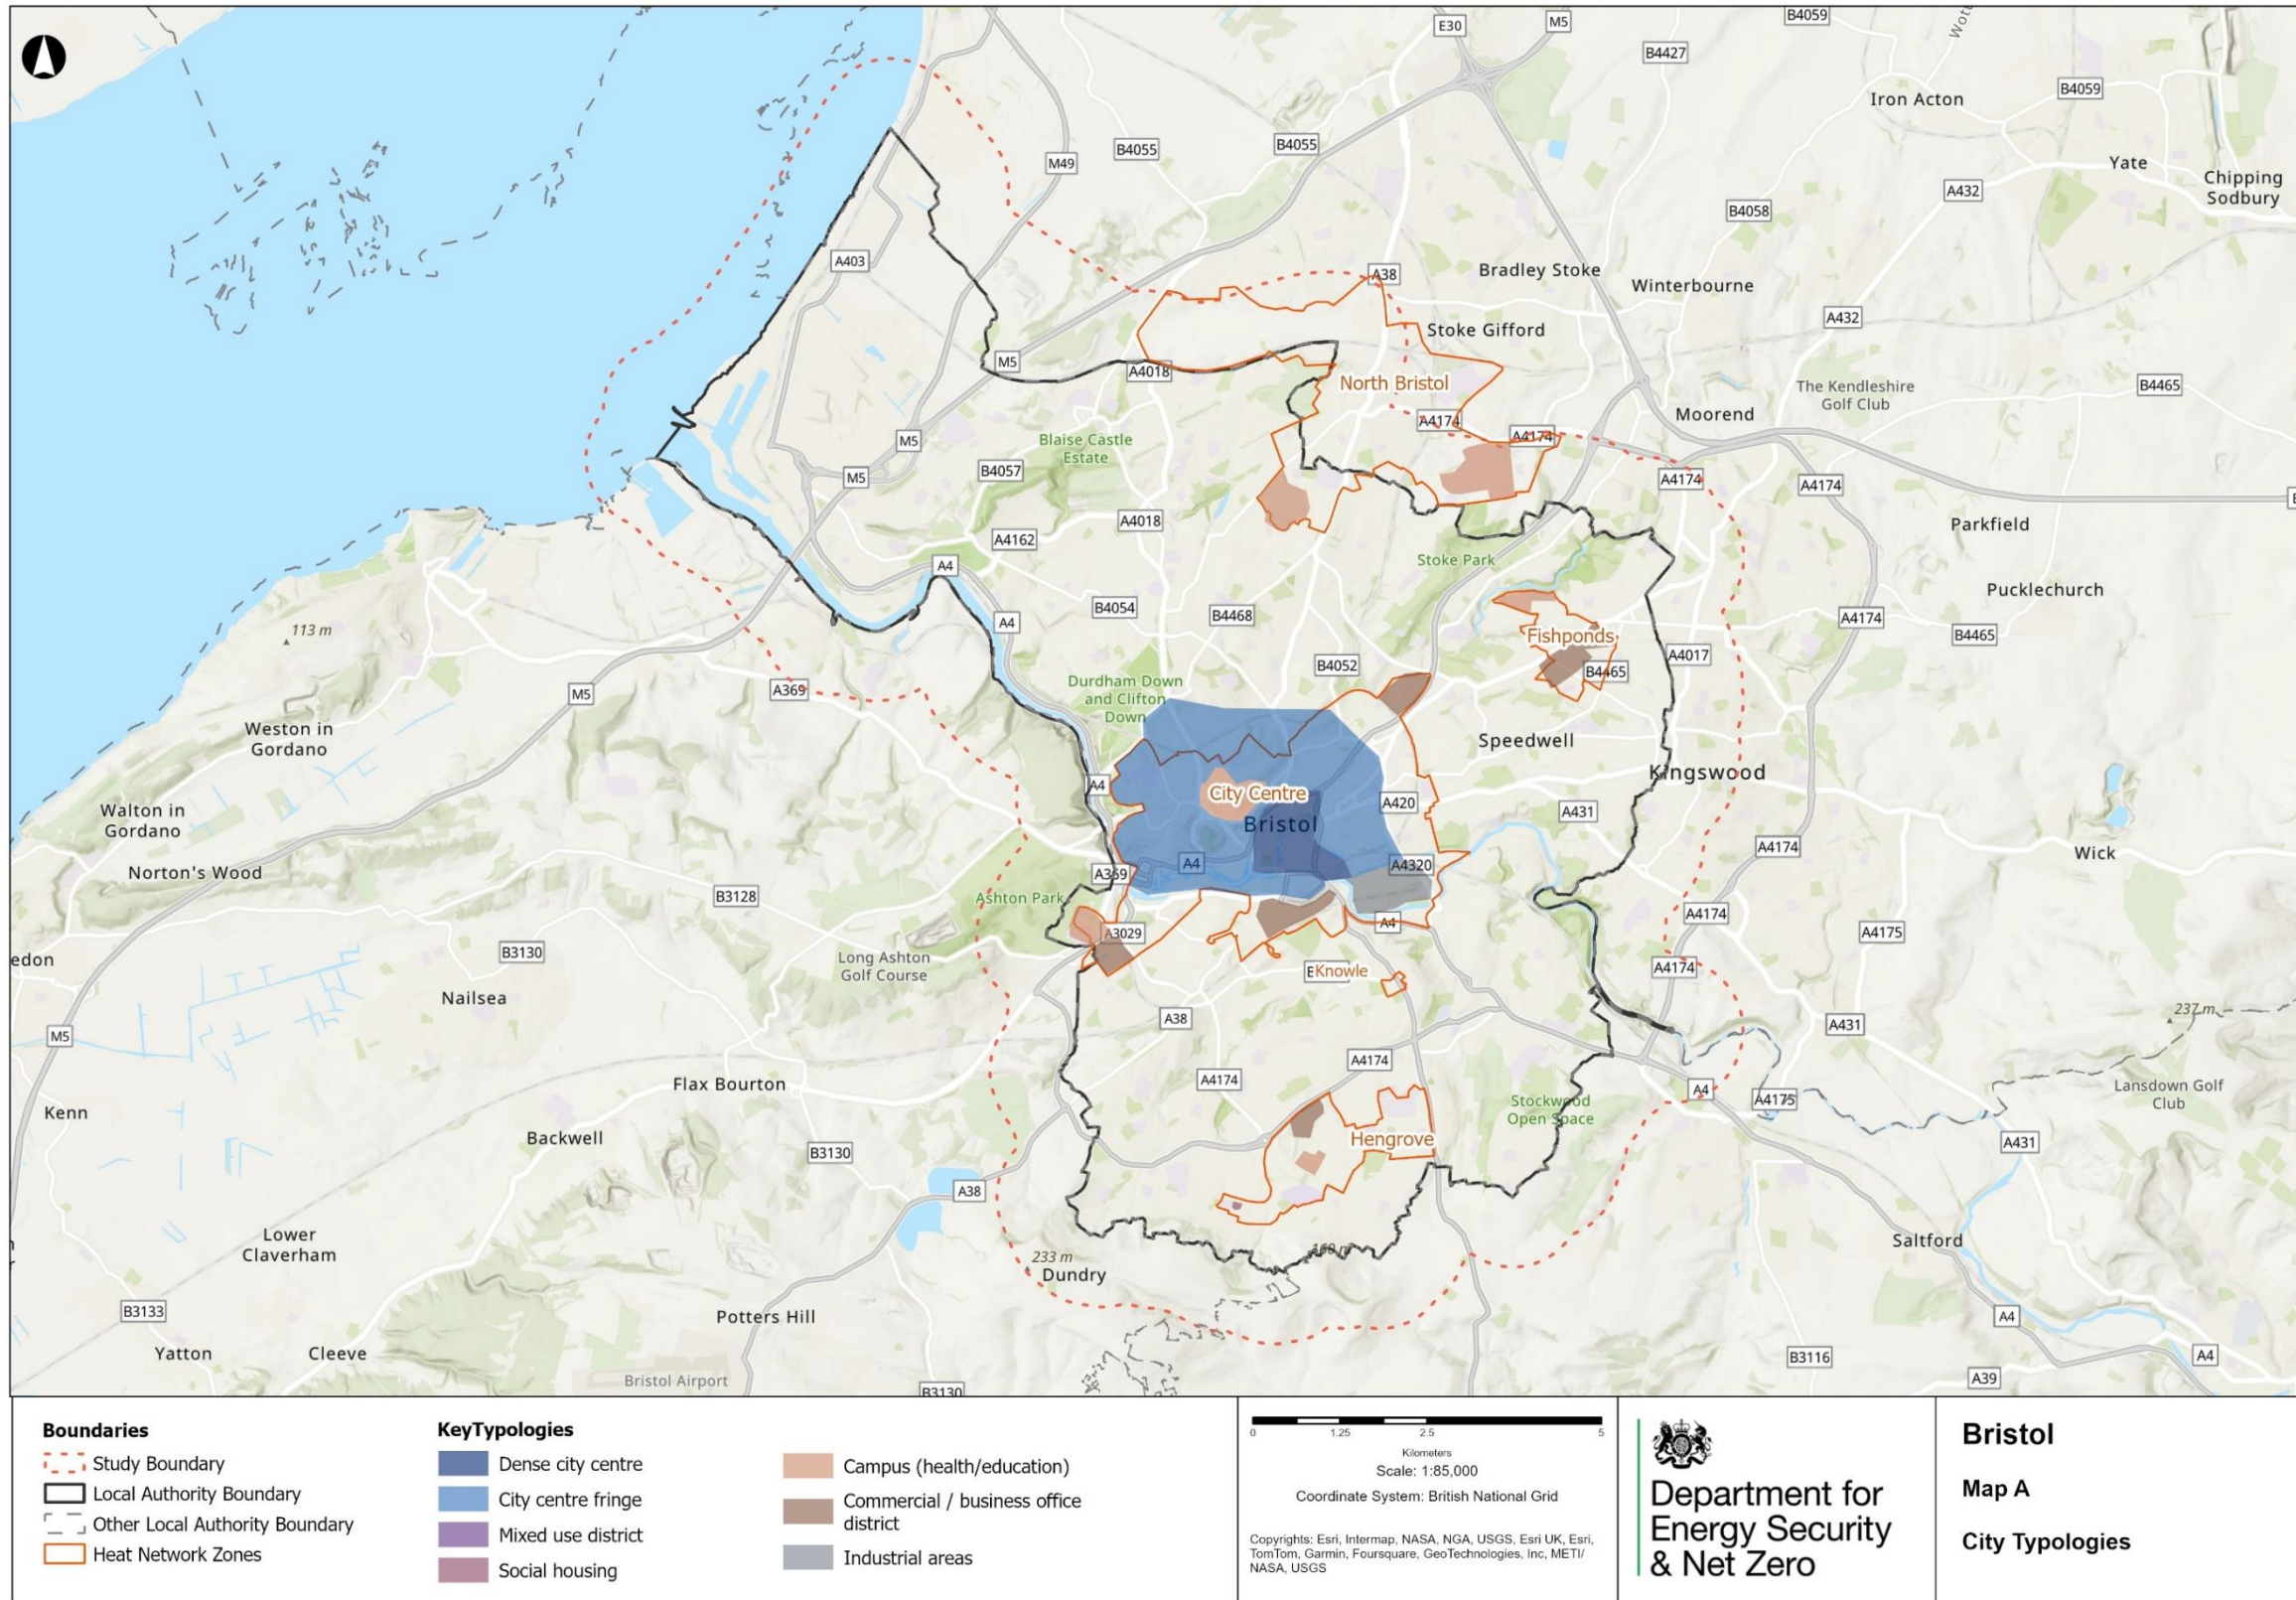 E30
M5
B4059
Wott
B4427
Iron Acton
B4059
Yate
Chipping
Sodbury
M49
B4055
B4055
A432
B4058
A403
A38
Bradley Stoke
Winterbourne
A432
Stoke Gifford
M5
A4018
North Bristol
The Kendleshire
Golf Club
B4465
Moorend
A4174
A4174
M5
Blaise Castle
Estate
B4057
M5
A4174
A4174
A4018
A4162
Parkfield
Stoke Park
A4
Pucklechurch
B4054
B4468
A4
A4174
B4465
113 m
Fishponds
A4017
B4052
B4465
M5
A369
Durdham Down
and Clifton
Down
Weston in
Gordano
Speedwell
Kingswood
A4
City Centre
A420
A431
Walton in
Gordano
Bristol
A4174
Wick
A4
A4320
A369
Norton's Wood
B3128
Ashton Park
A4174
A4
A3029
A4175
B3130
edon
Long Ashton
Golf Course
Knowle
A4174
Nailsea
237 m
A38
A431
M5
A4174
A4174
Flax Bourton
A4
A4175
Lansdown Golf
Club
Kenn
Stockwood
Open Space
Backwell
Hengrove
A431
B3130
A38
Lower
Claverham
Saltford
233 m
Dundry
B3133
Potters Hill
A4
Yatton
Cleeve
B3116
A4
Bristol Airport
A39
B3130
Boundaries
Study Boundary
Local Authority Boundary
Other Local Authority Boundary
Heat Network Zones
KeyTypologies
Dense city centre
City centre fringe
Mixed use district
Social housing
Campus (health/education)
Commercial / business office
district
Industrial areas
0 1.25 2.5 5
Kilometers
Scale: 1:85,000
Coordinate System: British National Grid
Copyrights: Esri, Intermap, NASA, NGA, USGS, Esri UK, Esri,
TomTom, Garmin, Foursquare, GeoTechnologies, Inc, METI/
NASA, USGS
Department for
Energy Security
& Net Zero
Bristol
Map A
City Typologies